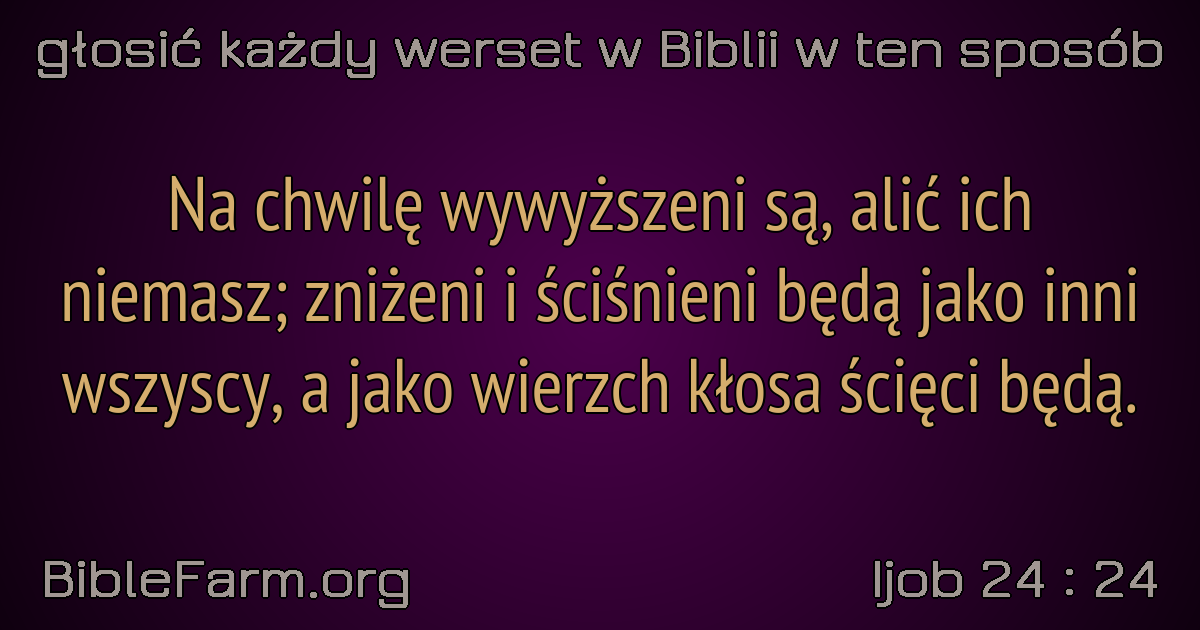 głosić każdy werset w Biblii w ten sposób
Na chwilę wywyższeni są, alić ich
niemasz; zniżeni i ściśnieni będą jako inni
wszyscy, a jako wierzch kłosa ścięci będą.
BibleFarm.org
Ijob 24 : 24